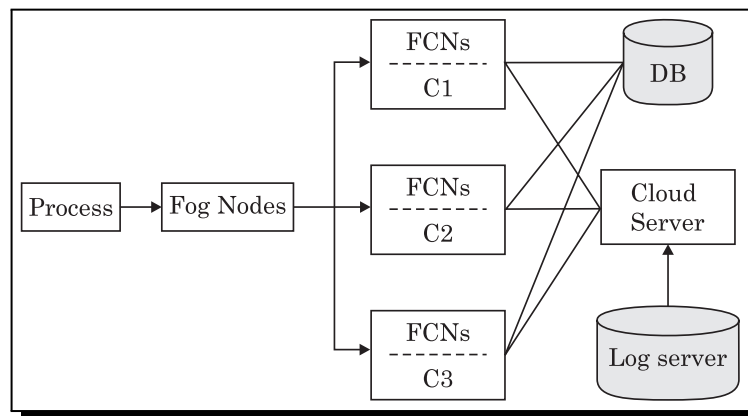 FCNs
C1
DB
Process
Fog Nodes
FCNs
C2
Cloud
Server
FCNs
C3
Log server